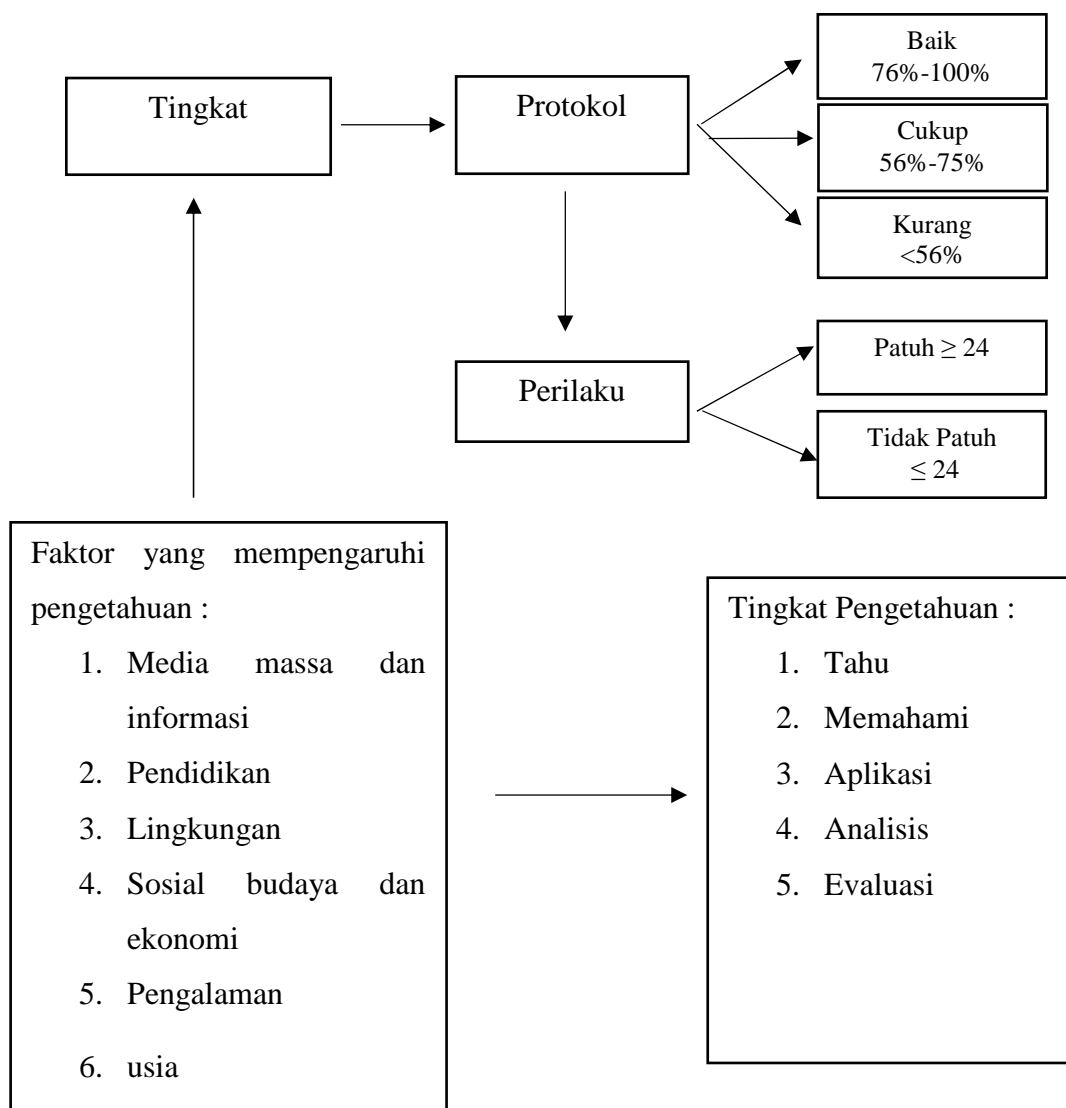 Tingkat
Protokol
Baik
76%-100%
Cukup
56%-75%
Kurang
<56%
Perilaku
Patuh ≥ 24
Tidak Patuh
≤ 24
Faktor yang mempengaruhi
pengetahuan :
1. Media massa dan
informasi
2. Pendidikan
3. Lingkungan
4. Sosial budaya dan
ekonomi
5. Pengalaman
6. usia
Tingkat Pengetahuan :
1. Tahu
2. Memahami
3. Aplikasi
4. Analisis
5. Evaluasi